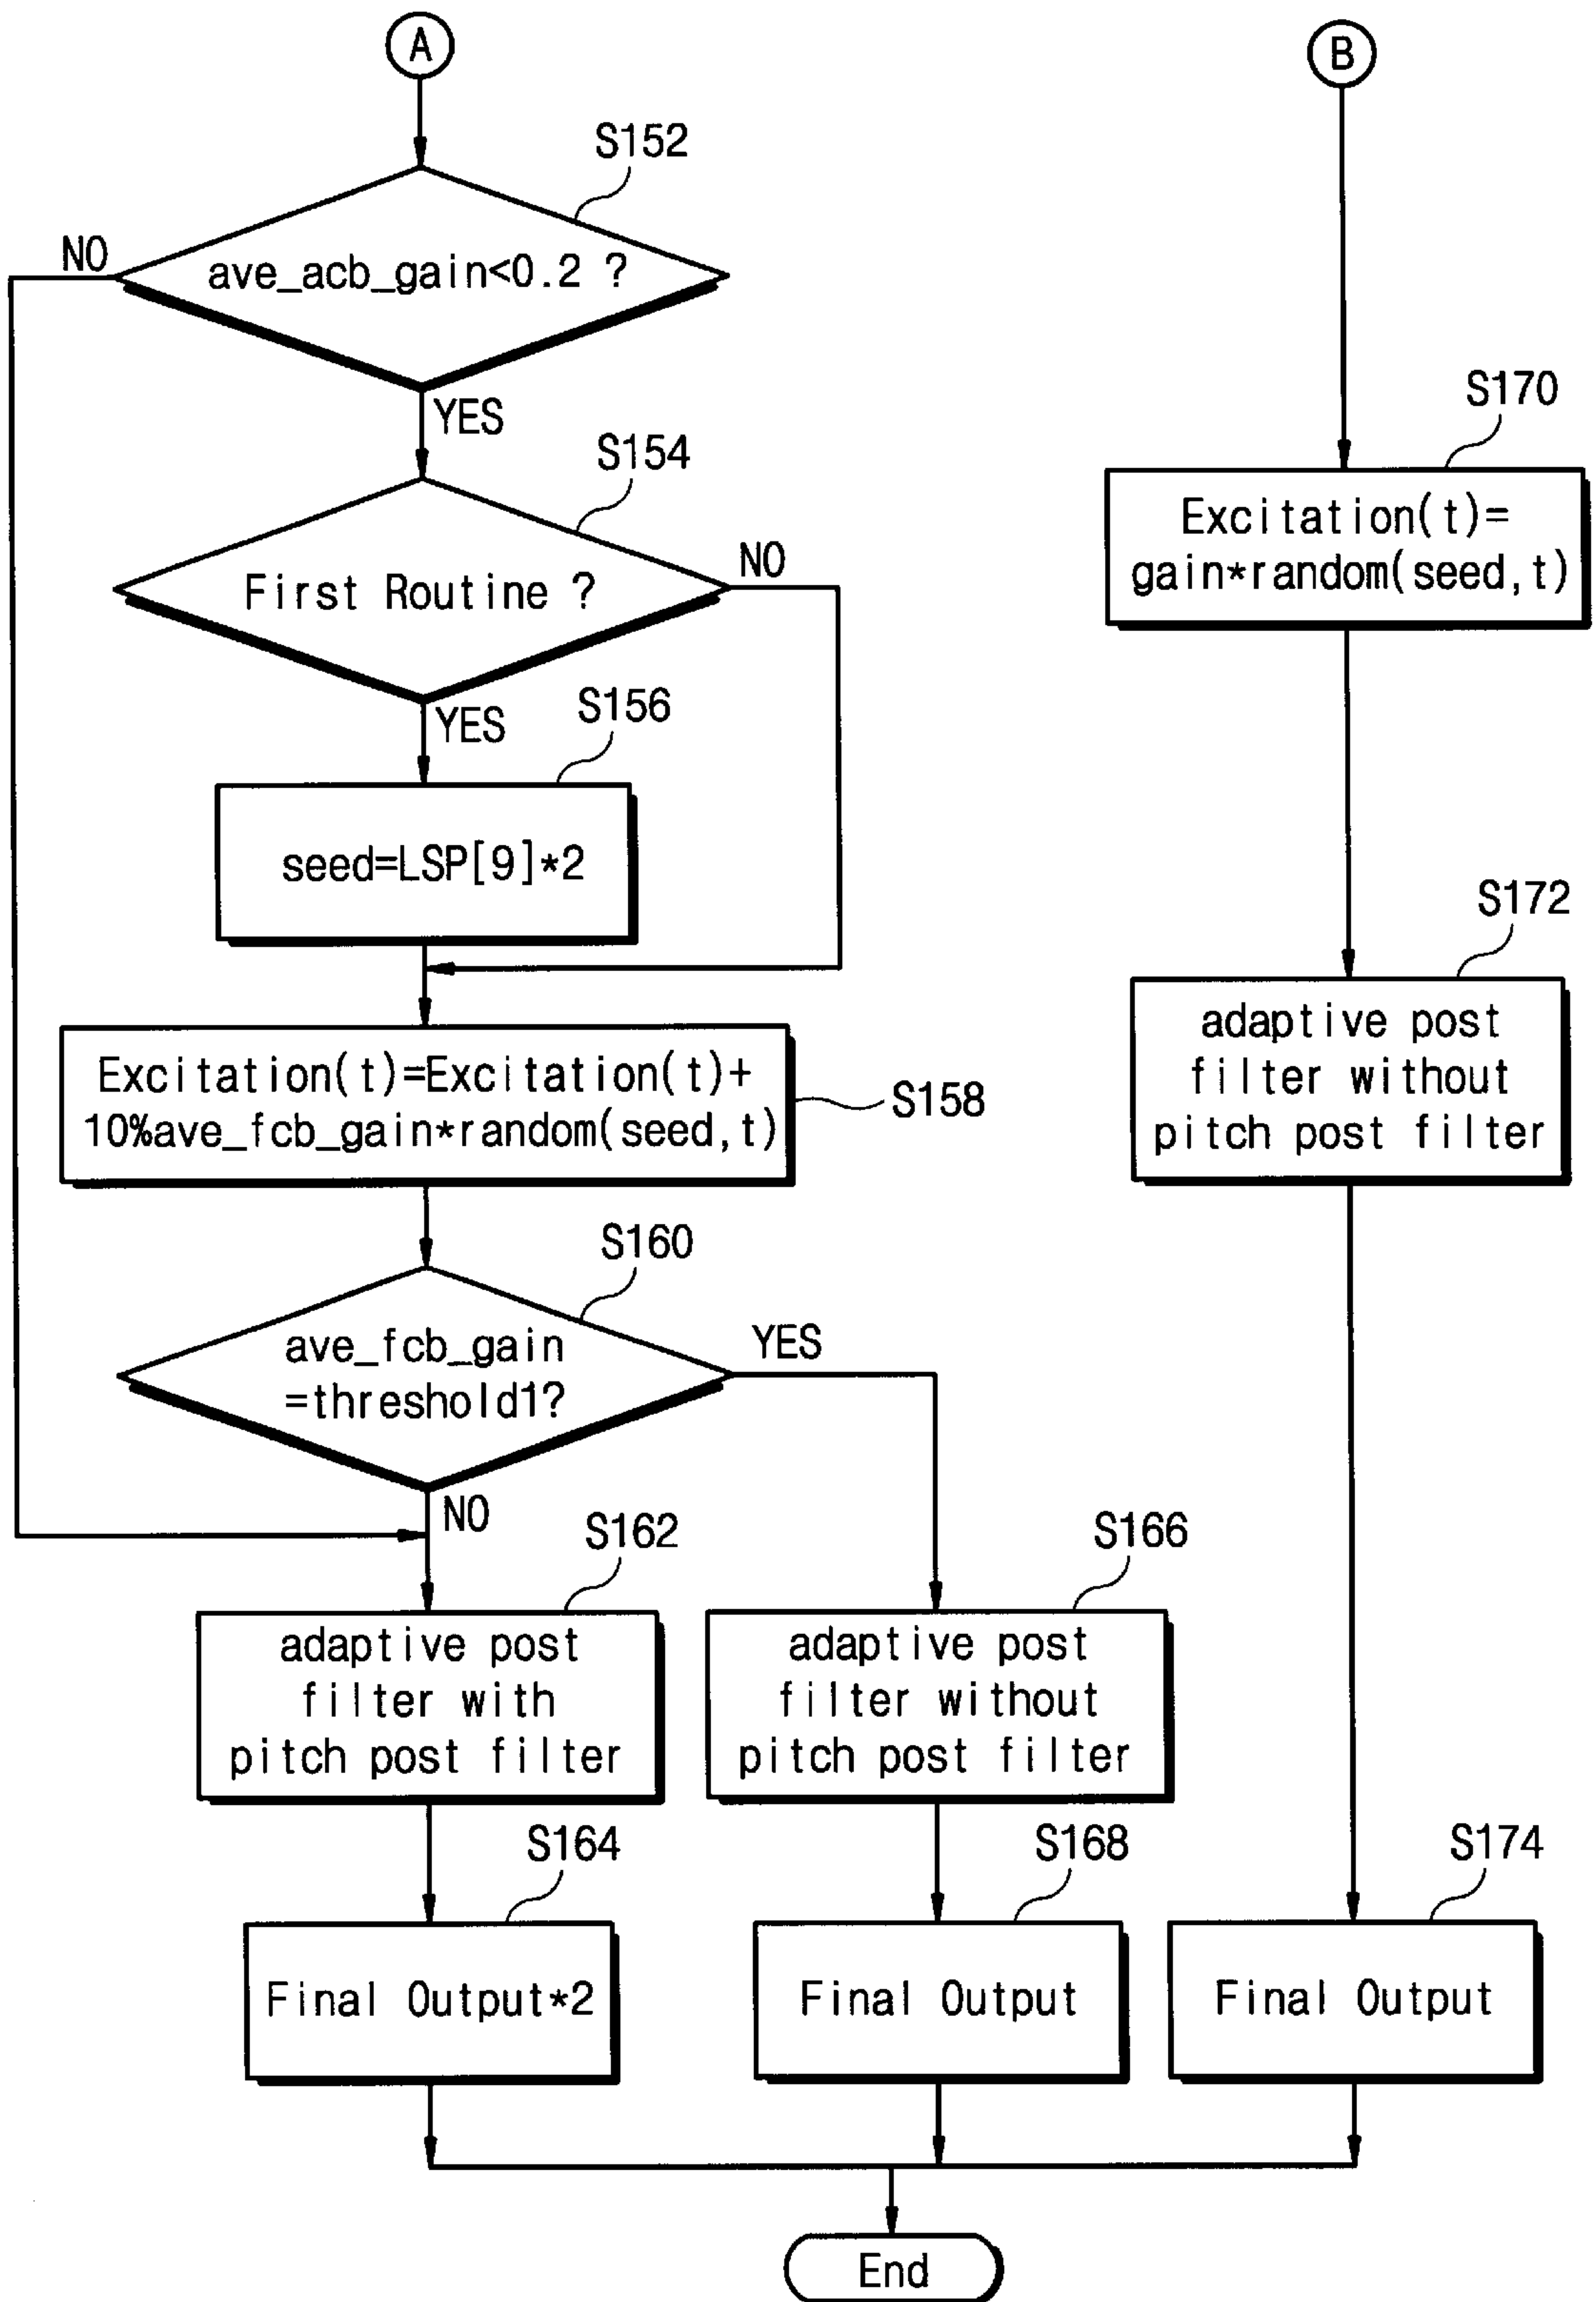 A
S152
NO
ave_acb_gain<0.2 ?
YES
S154
NO
First Routine ?
YES
S156
seed=LSP[9]*2
Excitation(t)=Excitation(t)+
10%ave_fcb_gain*random(seed,t)
S158
S160
ave_fcb_gain
=threshold1?
YES
NO
S162
adaptive post
filter with
pitch post filter
S166
adaptive post
filter without
pitch post filter
S164
Final Output*2
S168
Final Output
B
S170
Excitation(t)=
gain*random(seed,t)
S172
adaptive post
filter without
pitch post filter
S174
Final Output
End